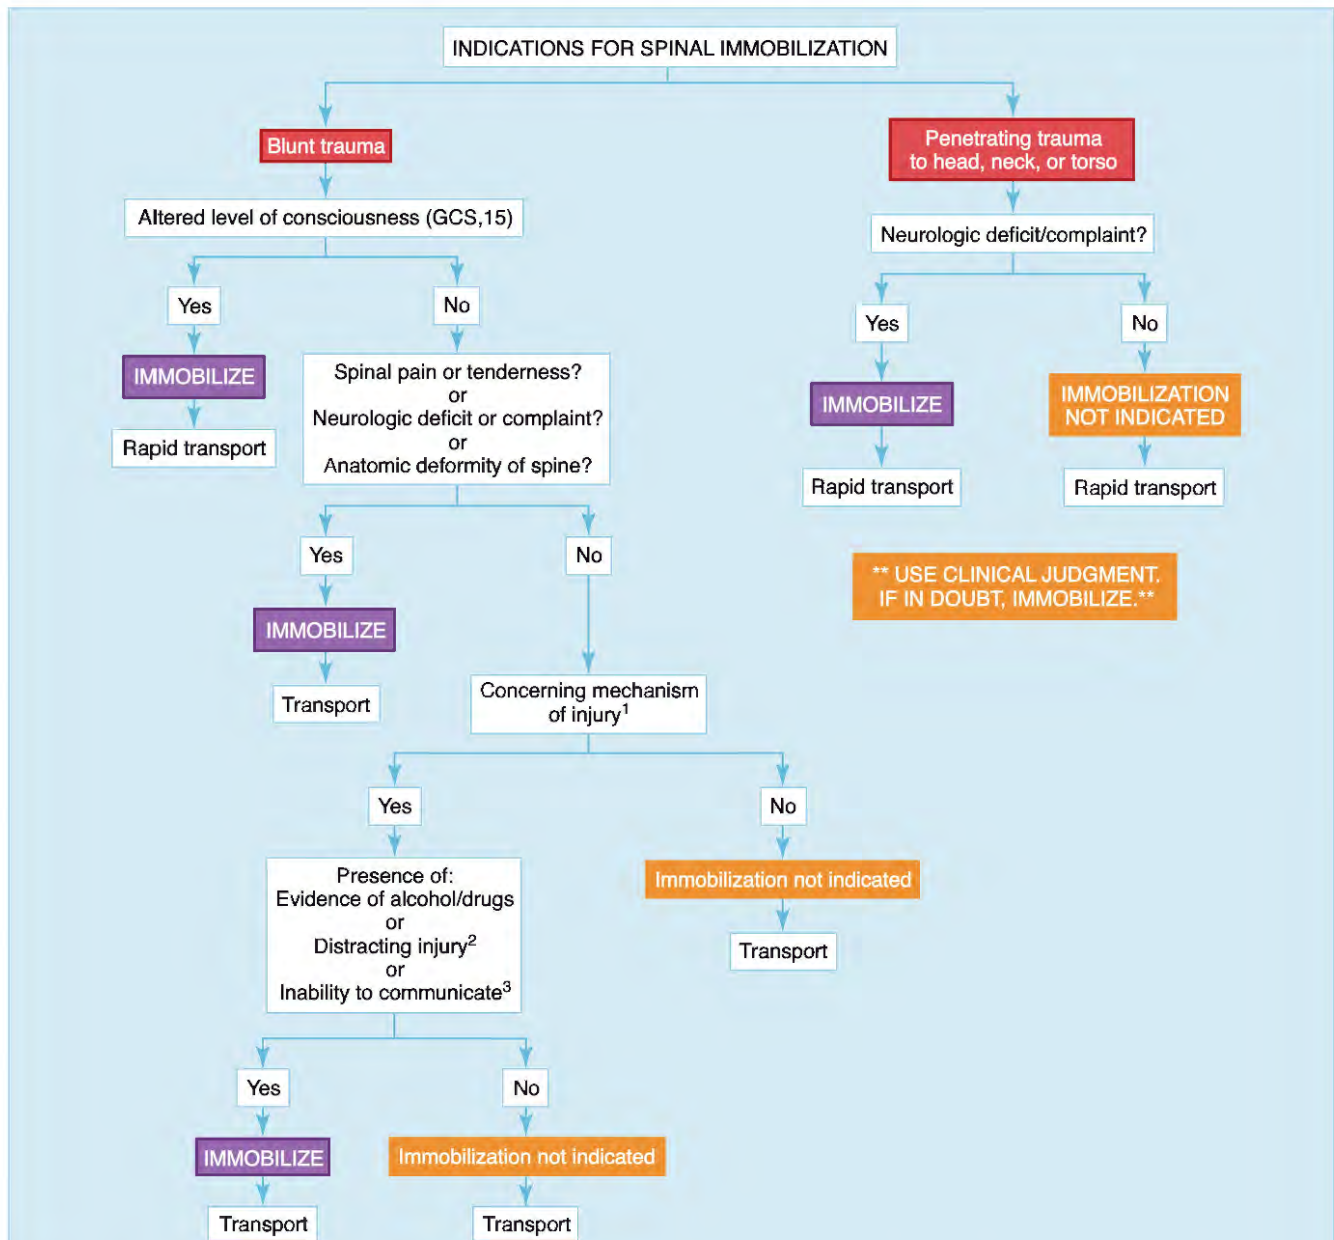 INDICATIONS FOR SPINAL IMMOBILIZATION
Blunt trauma
Altered level of consciousness (GCS,15)
Yes
IMMOBILIZE
Rapid transport
No
Spinal pain or tenderness?
or
Neurologic deficit or complaint?
or
Anatomic deformity of spine?
Yes
IMMOBILIZE
Transport
No
Concerning mechanism
of injury1
Yes
Presence of:
Evidence of alcohol/drugs
or
Distracting injury2
or
Inability to communicate3
Yes
IMMOBILIZE
Transport
No
Immobilization not indicated
Transport
No
Immobilization not indicated
Transport
Penetrating trauma
to head, neck, or torso
Neurologic deficit/complaint?
Yes
IMMOBILIZE
Rapid transport
No
IMMOBILIZATION
NOT INDICATED
Rapid transport
** USE CLINICAL JUDGMENT.
IF IN DOUBT, IMMOBILIZE.**